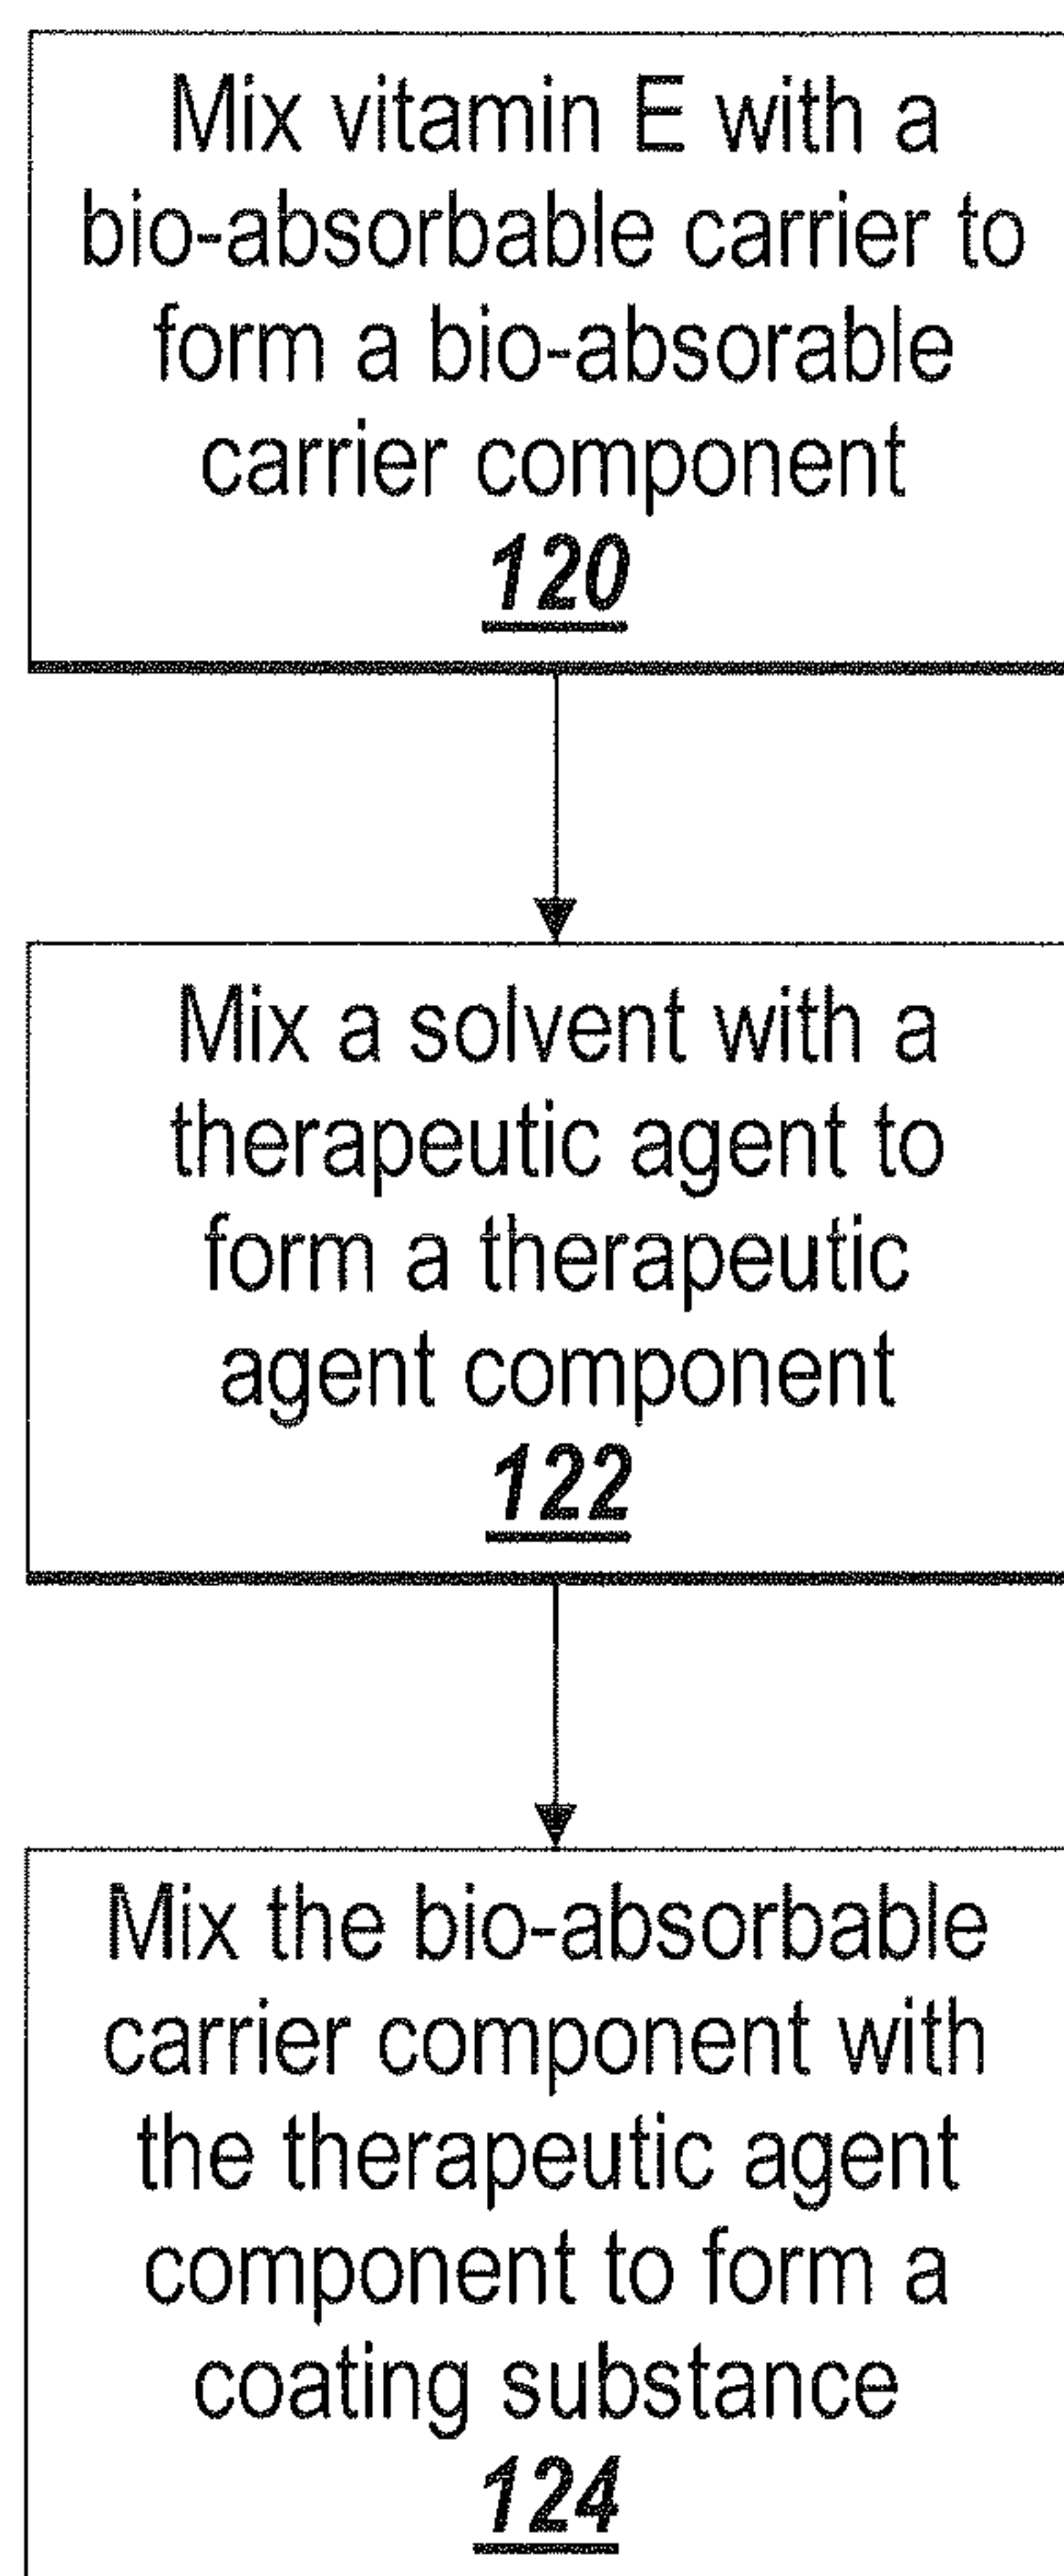 Mix vitamin E with a
bio-absorbable carrier to
form a bio-absorable
carrier component
120
Mix a solvent with a
therapeutic agent to
form a therapeutic
agent component
122
Mix the bio-absorbable
carrier component with
the therapeutic agent
component to form a
coating substance
124